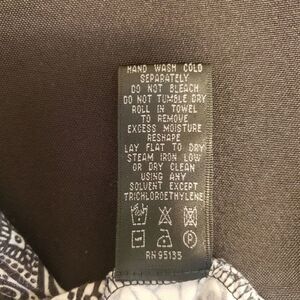 HAND WASH COLD
SEPARATELY
DO NOT BLEACH
DO NOT TUMBLE DRY
ROLL IN TOWEL
TO REMOVE
EXCESS MOISTURE
RESHAPE
LAY FLAT TO DRY
STEAM IRON LOW
OR DRY CLEAN
USING ANY
SOLVENT EXCEPT
TRICHLOROETHYLENE
P
RN 95135